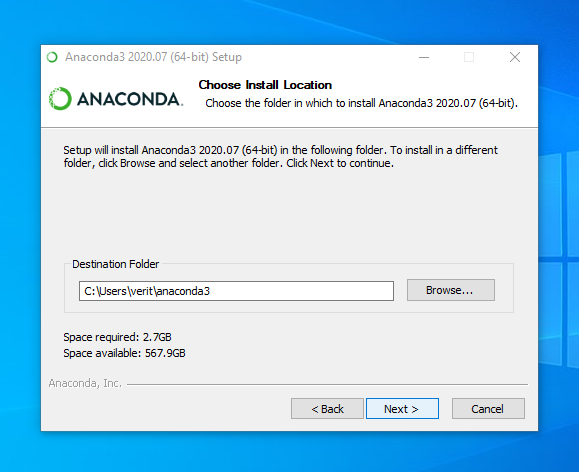 Anaconda3 2020.07 (64-bit) Setup
ANACONDA.
Choose Install Location
Choose the folder in which to install Anaconda3 2020.07 (64-bit).
Setup will install Anaconda3 2020.07 (64-bit) in the following folder. To install in a different
folder, click Browse and select another folder. Click Next to continue.
Destination Folder
C:\Users\verit\anaconda3
Browse...
Space required: 2.7GB
Space available: 567.9GB
Anaconda, Inc.
< Back
Next >
Cancel